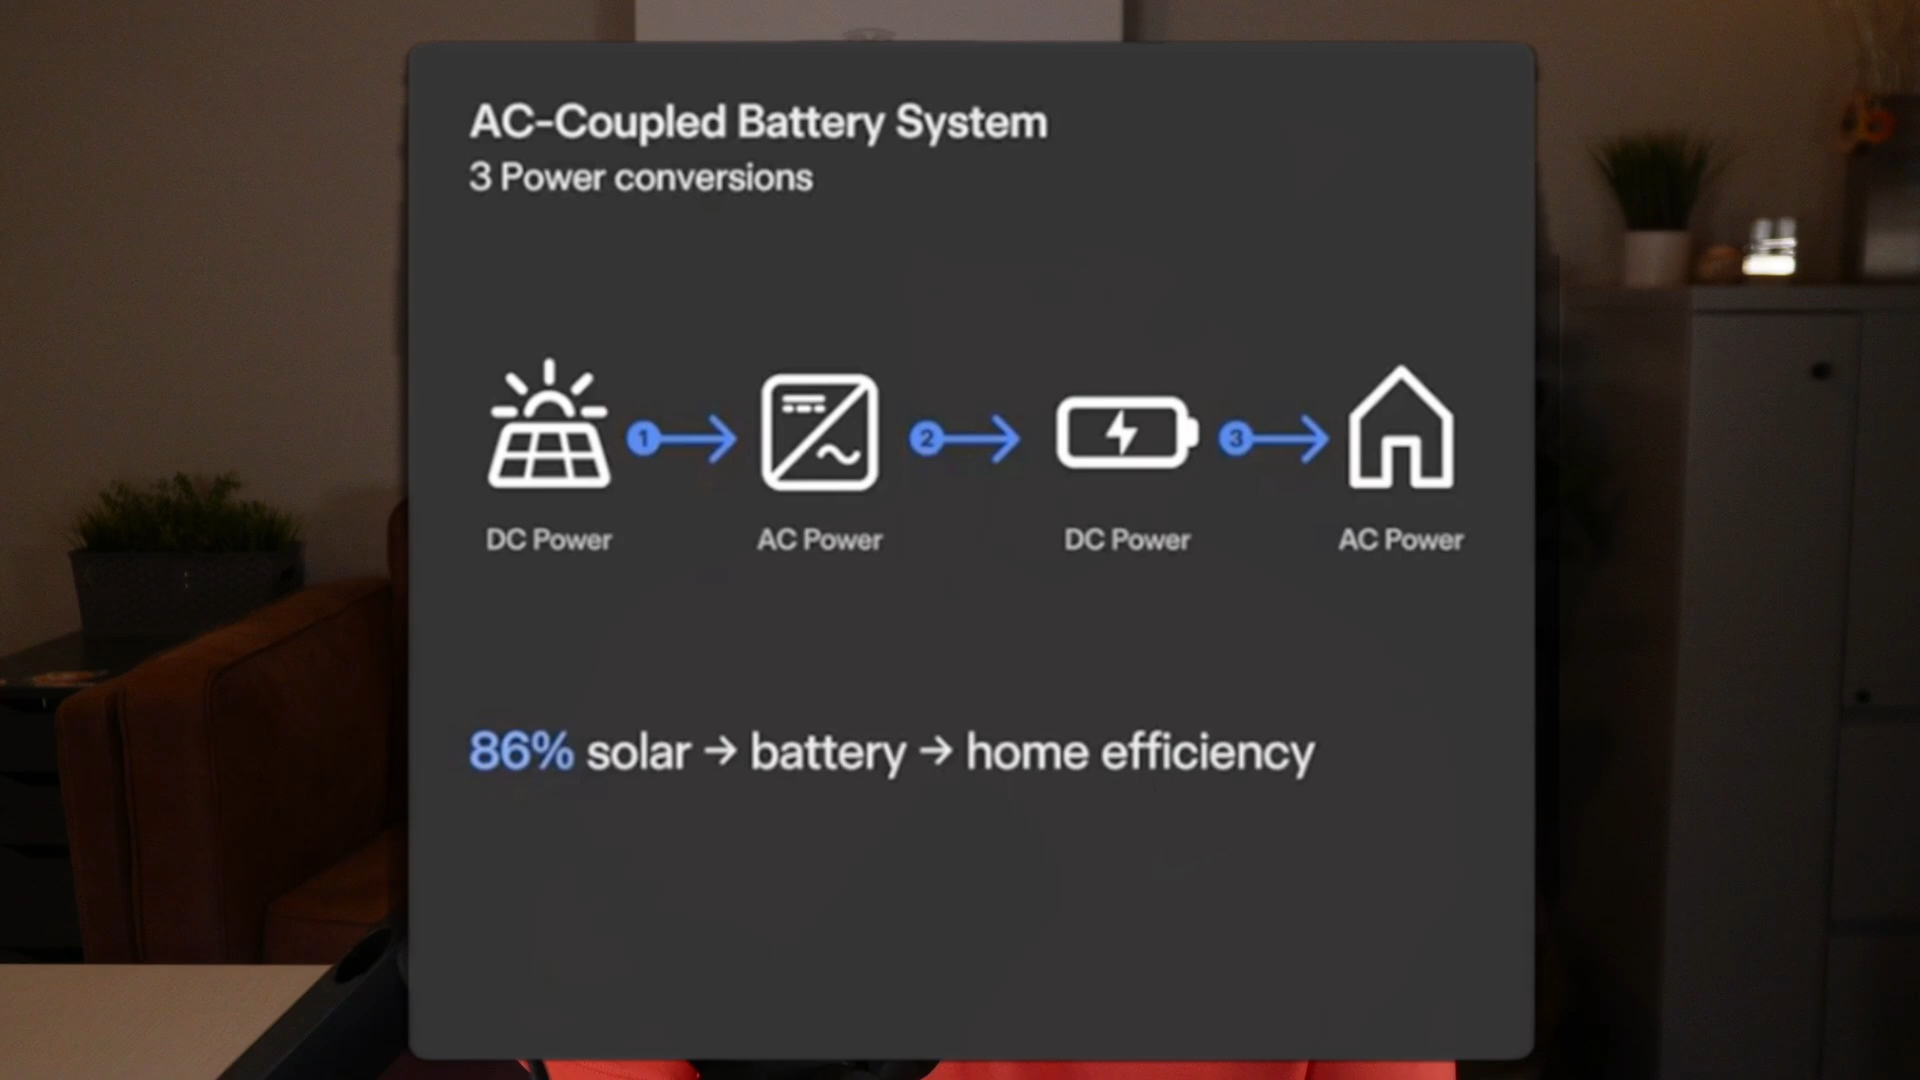 AC-Coupled Battery System
3 Power conversions
1
2
3
DC Power
AC Power
DC Power
AC Power
86% solar → battery → home efficiency